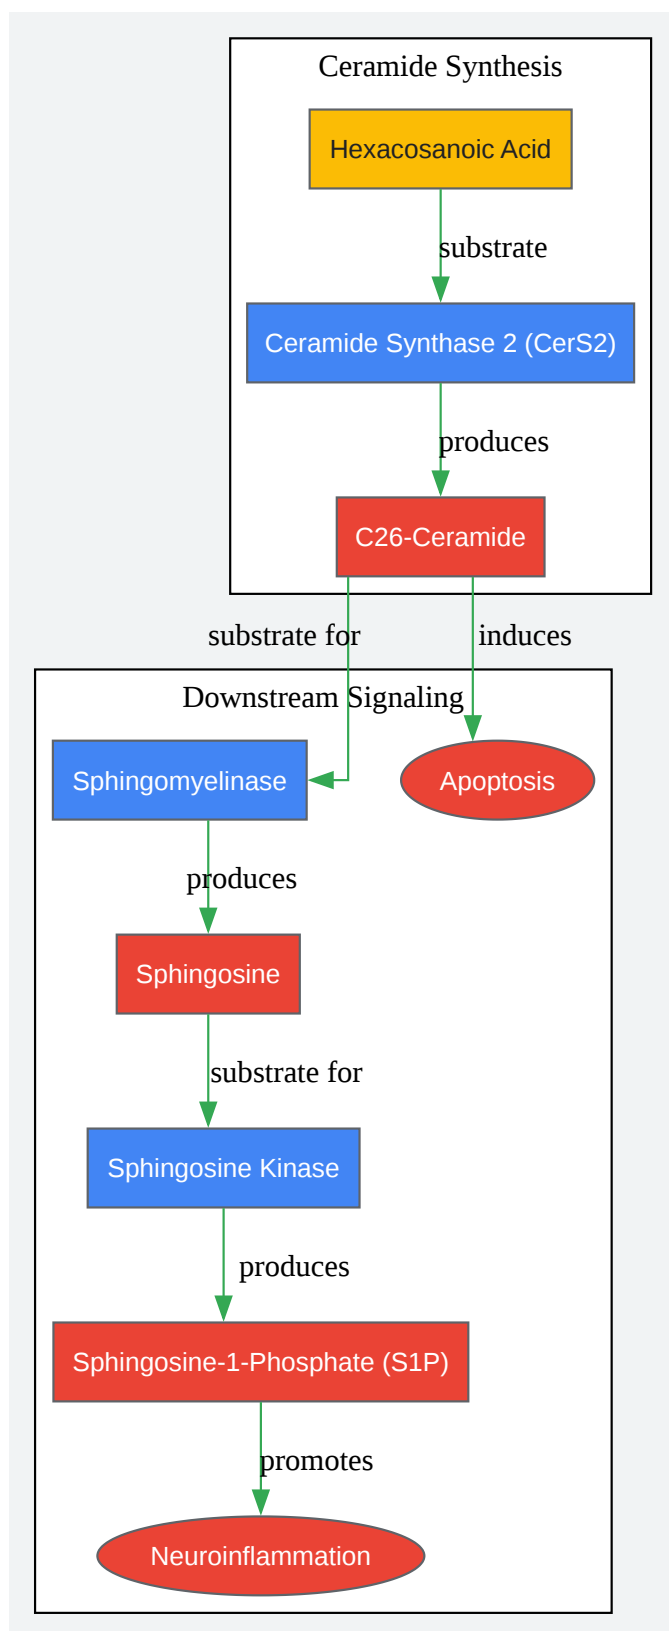 Ceramide Synthesis
Hexacosanoic Acid
substrate
Ceramide Synthase 2 (CerS2)
produces
C26-Ceramide
substrate for
induces
Downstream Signaling
Sphingomyelinase
Apoptosis
produces
Sphingosine
substrate for
Sphingosine Kinase
produces
Sphingosine-1-Phosphate (S1P)
promotes
Neuroinflammation